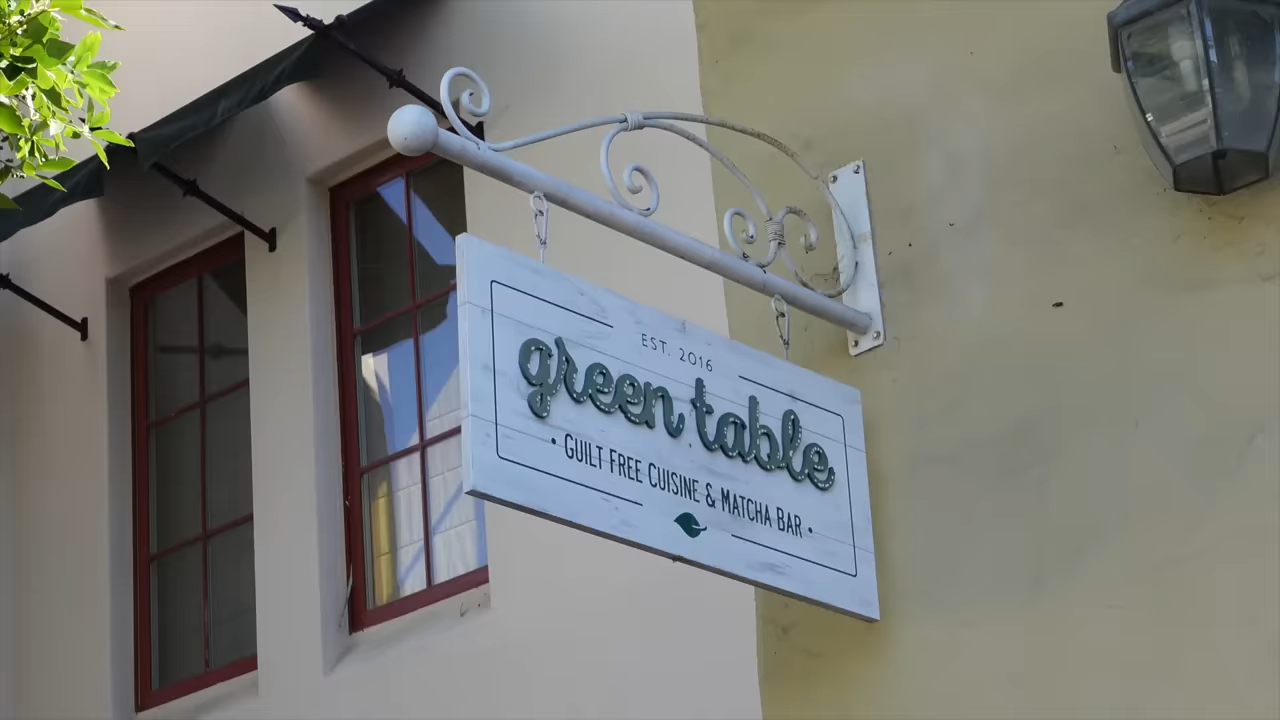 EST. 2016
green table
• GUILT FREE CUISINE & MATCHA BAR •